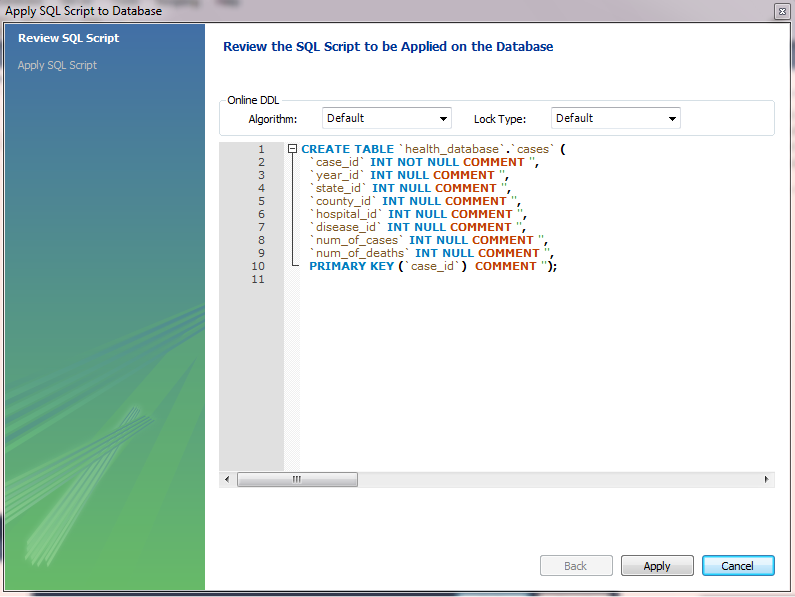 Apply SQL Script to Database
Review SQL Script
Apply SQL Script
Review the SQL Script to be Applied on the Database
Online DDL
Algorithm: Default Lock Type: Default
1 CREATE TABLE `health_database`.`cases` (
2 `case_id` INT NOT NULL COMMENT '',
3 `year_id` INT NULL COMMENT '',
4 `state_id` INT NULL COMMENT '',
5 `county_id` INT NULL COMMENT '',
6 `hospital_id` INT NULL COMMENT '',
7 `disease_id` INT NULL COMMENT '',
8 `num_of_cases` INT NULL COMMENT '',
9 `num_of_deaths` INT NULL COMMENT '',
10 PRIMARY KEY (`case_id`) COMMENT '');
11
Back Apply Cancel